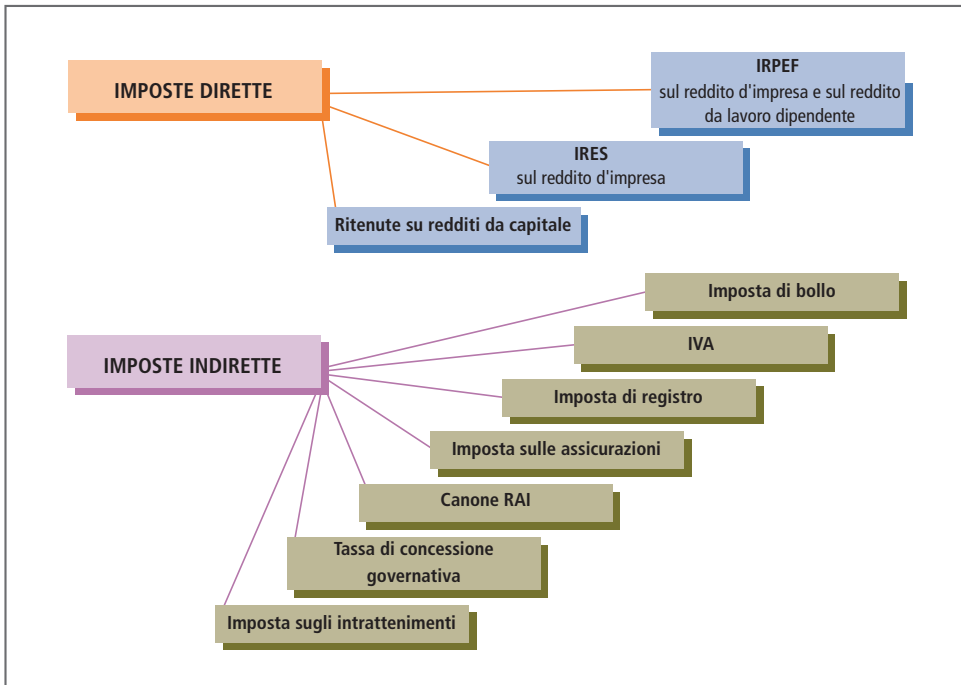 IMPOSTE DIRETTE
IRPEF
sul reddito d'impresa e sul reddito
da lavoro dipendente
IRES
sul reddito d'impresa
Ritenute su redditi da capitale
IMPOSTE INDIRETTE
Imposta di bollo
IVA
Imposta di registro
Imposta sulle assicurazioni
Canone RAI
Tassa di concessione
governativa
Imposta sugli intrattenimenti